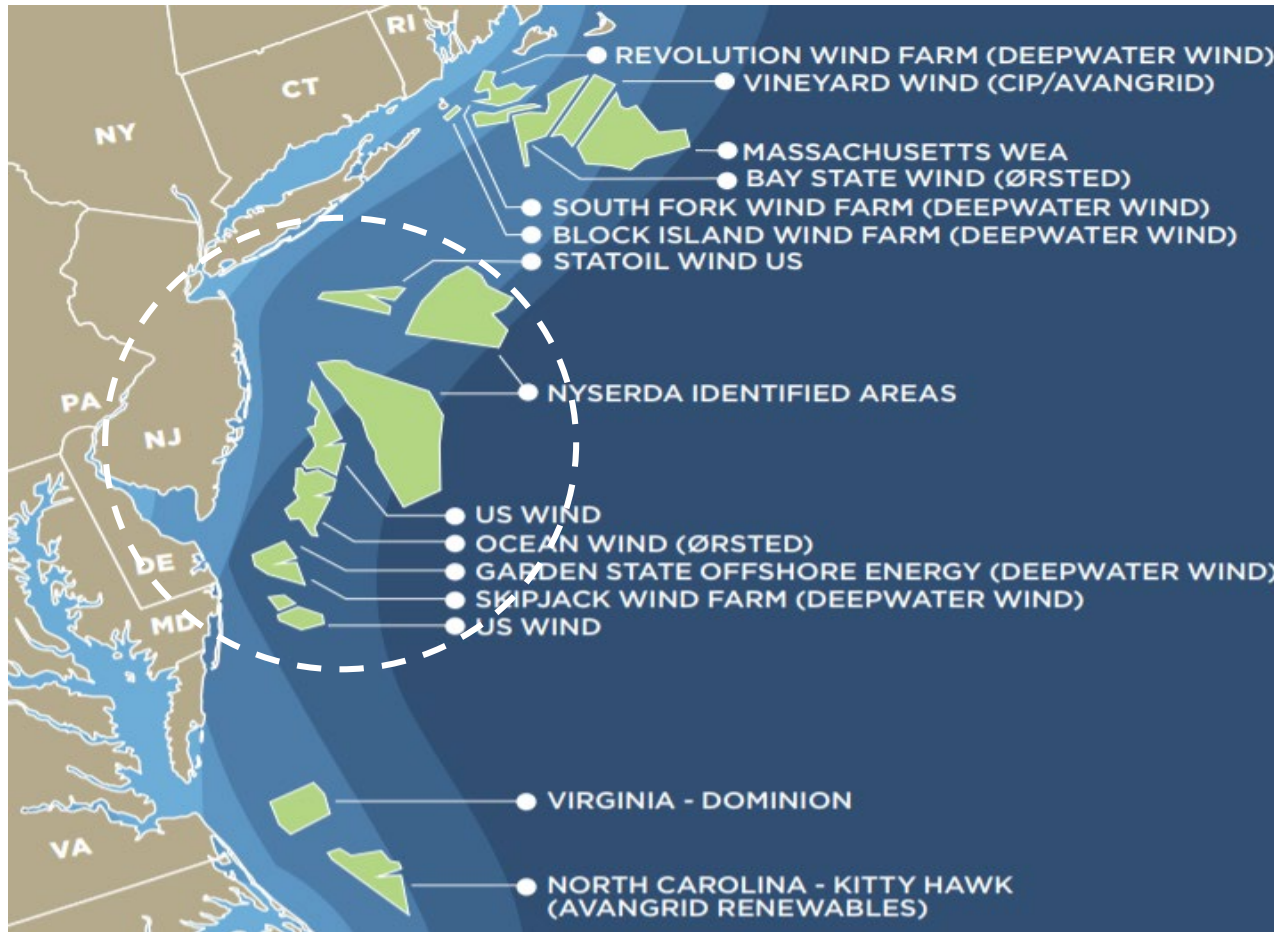 RI
CT
NY
PA
NJ
DE
MD
VA
REVOLUTION WIND FARM (DEEPWATER WIND)
VINEYARD WIND (CIP/AVANGRID)
MASSACHUSETTS WEA
BAY STATE WIND (ØRSTED)
SOUTH FORK WIND FARM (DEEPWATER WIND)
BLOCK ISLAND WIND FARM (DEEPWATER WIND)
STATOIL WIND US
NYSERDA IDENTIFIED AREAS
US WIND
OCEAN WIND (ØRSTED)
GARDEN STATE OFFSHORE ENERGY (DEEPWATER WIND)
SKIPJACK WIND FARM (DEEPWATER WIND)
US WIND
VIRGINIA - DOMINION
NORTH CAROLINA - KITTY HAWK
(AVANGRID RENEWABLES)